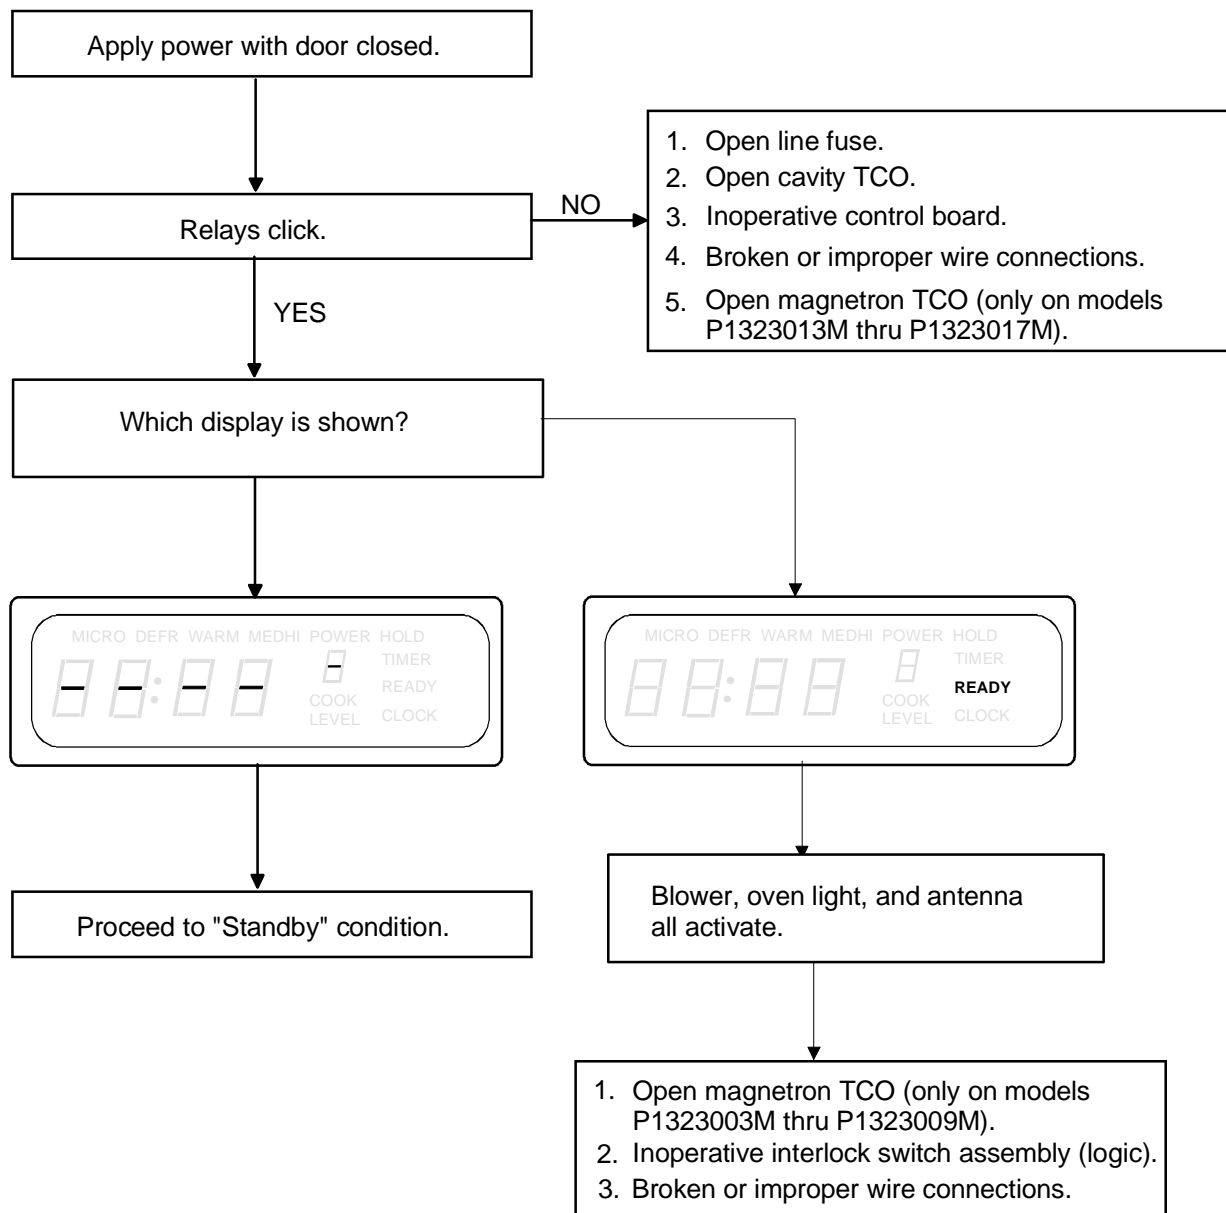 Apply power with door closed.
Relays click.
NO
1. Open line fuse.
2. Open cavity TCO.
3. Inoperative control board.
4. Broken or improper wire connections.
5. Open magnetron TCO (only on models
P1323013M thru P1323017M).
YES
Which display is shown?
MICRO DEFR WARM MEDHI POWER HOLD
TIMER
- -:- - -
READY
COOK
LEVEL
CLOCK
MICRO DEFR WARM MEDHI POWER HOLD
TIMER
88:88 8
READY
COOK
LEVEL
CLOCK
Proceed to "Standby" condition.
Blower, oven light, and antenna
all activate.
1. Open magnetron TCO (only on models
P1323003M thru P1323009M).
2. Inoperative interlock switch assembly (logic).
3. Broken or improper wire connections.